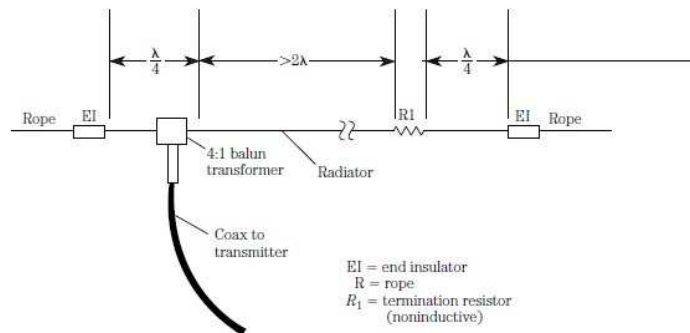 λ/4
>2λ
λ/4
Rope
EI
R1
EI
Rope
4:1 balun
transformer
Radiator
Coax to
transmitter
EI = end insulator
R = rope
R₁ = termination resistor
(noninductive)